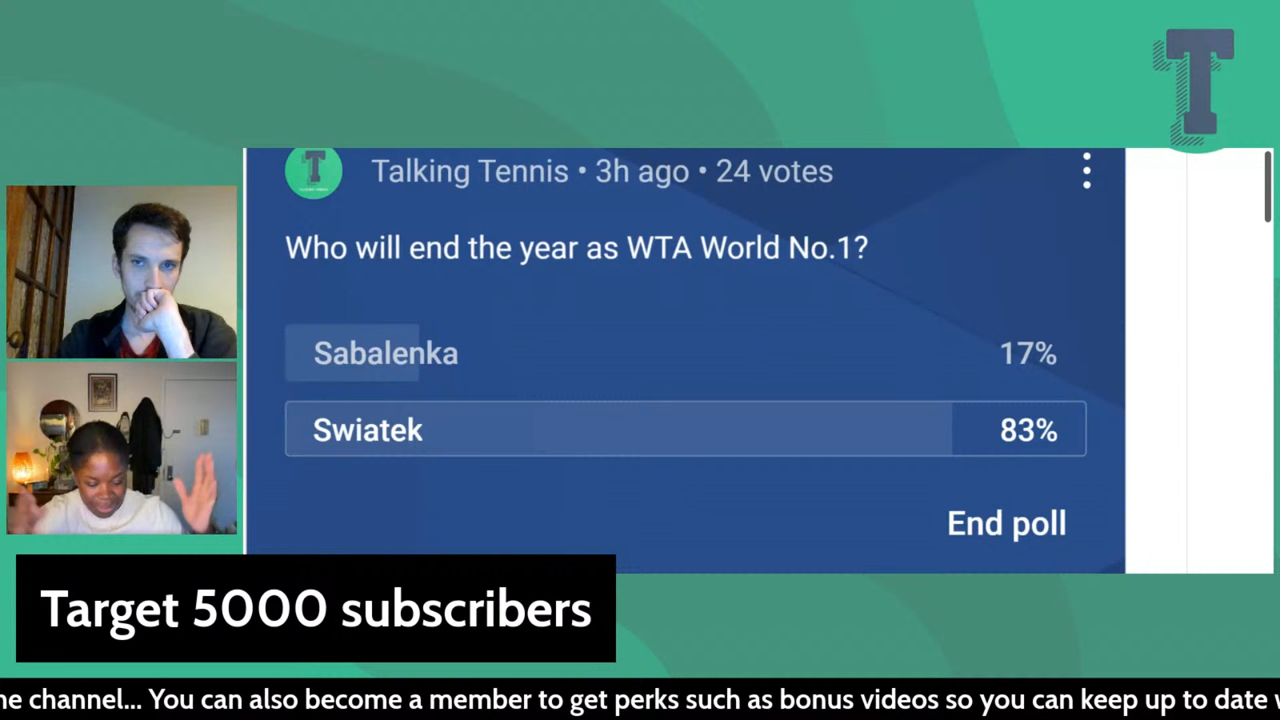 T
T
Talking Tennis • 3h ago • 24 votes
Who will end the year as WTA World No.1?
Sabalenka 17%
Swiatek 83%
End poll
Target 5000 subscribers
channel... You can also become a member to get perks such as bonus videos so you can keep up to date